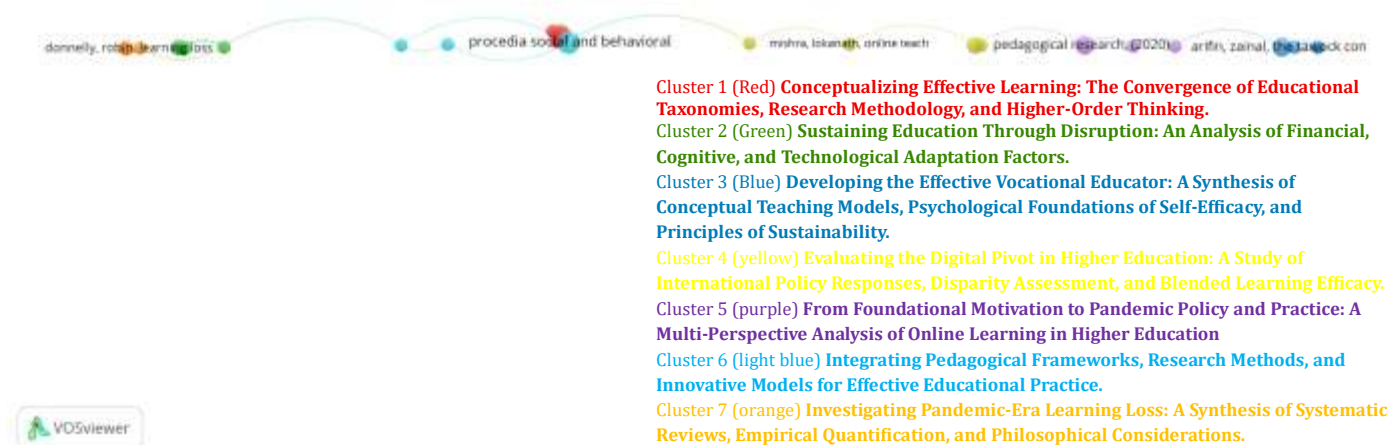 donnelly, robin, learning loss
procedia social and behavioral
mishra, lokanath, online teach
pedagogical research, (2020)
arifin, zainal, the tawock con
Cluster 1 (Red) Conceptualizing Effective Learning: The Convergence of Educational
Taxonomies, Research Methodology, and Higher-Order Thinking.
Cluster 2 (Green) Sustaining Education Through Disruption: An Analysis of Financial,
Cognitive, and Technological Adaptation Factors.
Cluster 3 (Blue) Developing the Effective Vocational Educator: A Synthesis of
Conceptual Teaching Models, Psychological Foundations of Self-Efficacy, and
Principles of Sustainability.
Cluster 4 (yellow) Evaluating the Digital Pivot in Higher Education: A Study of
International Policy Responses, Disparity Assessment, and Blended Learning Efficacy.
Cluster 5 (purple) From Foundational Motivation to Pandemic Policy and Practice: A
Multi-Perspective Analysis of Online Learning in Higher Education
Cluster 6 (light blue) Integrating Pedagogical Frameworks, Research Methods, and
Innovative Models for Effective Educational Practice.
Cluster 7 (orange) Investigating Pandemic-Era Learning Loss: A Synthesis of Systematic
Reviews, Empirical Quantification, and Philosophical Considerations.
VOSviewer